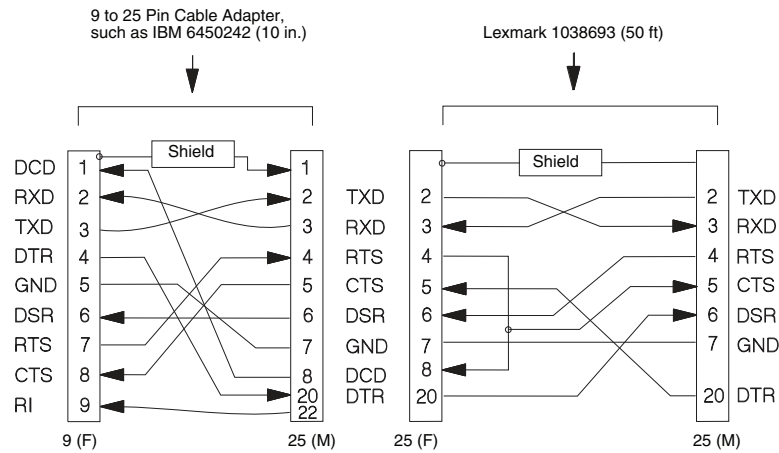 9 to 25 Pin Cable Adapter,
such as IBM 6450242 (10 in.)
Lexmark 1038693 (50 ft)
Shield
DCD 1 1
RXD 2 2
TXD 3 3
DTR 4 4
GND 5 5
DSR 6 6
RTS 7 7
CTS 8 8
RI 9 20
22
9 (F) 25 (M)
Shield
TXD 2 2 TXD
RXD 3 3 RXD
RTS 4 4 RTS
CTS 5 5 CTS
DSR 6 6 DSR
GND 7 7 GND
DCD 8
DTR 20 20 DTR
25 (F) 25 (M)